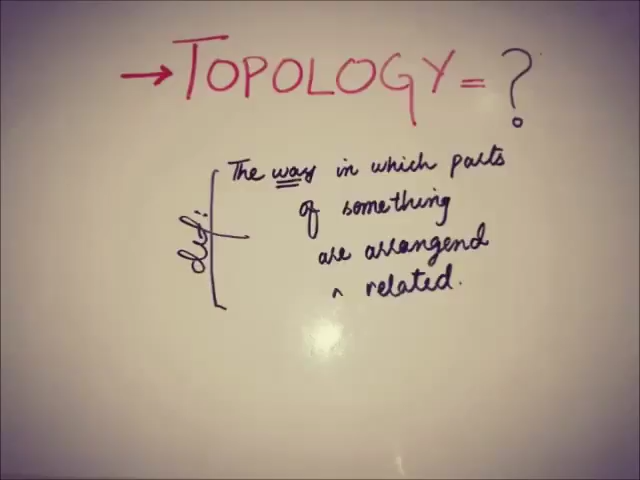 → TOPOLOGY = ?
def:
The way in which parts
of something
are arrangend
n related.